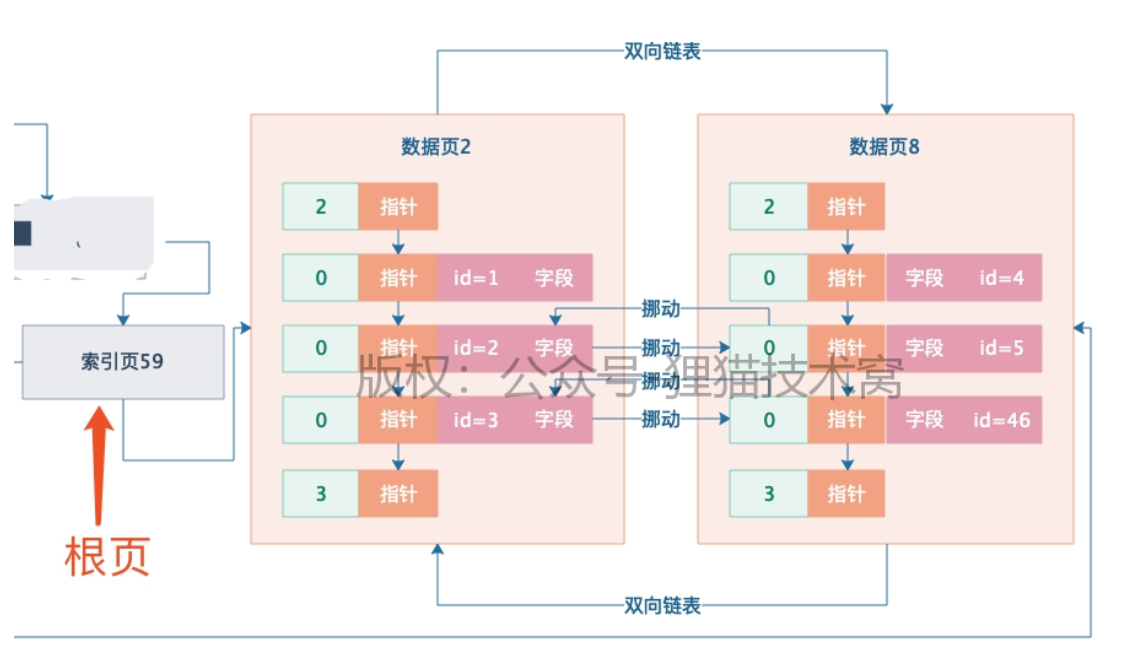 双向链表
数据页2
数据页8
2 指针
2 指针
0 指针 id=1 字段
0 指针 字段 id=4
挪动
0 指针 id=2 字段
挪动
0 指针 字段 id=5
索引页59
版权：公众号 狸猫技术窝
挪动
0 指针 id=3 字段
挪动
0 指针 字段 id=46
3 指针
3 指针
根页
双向链表